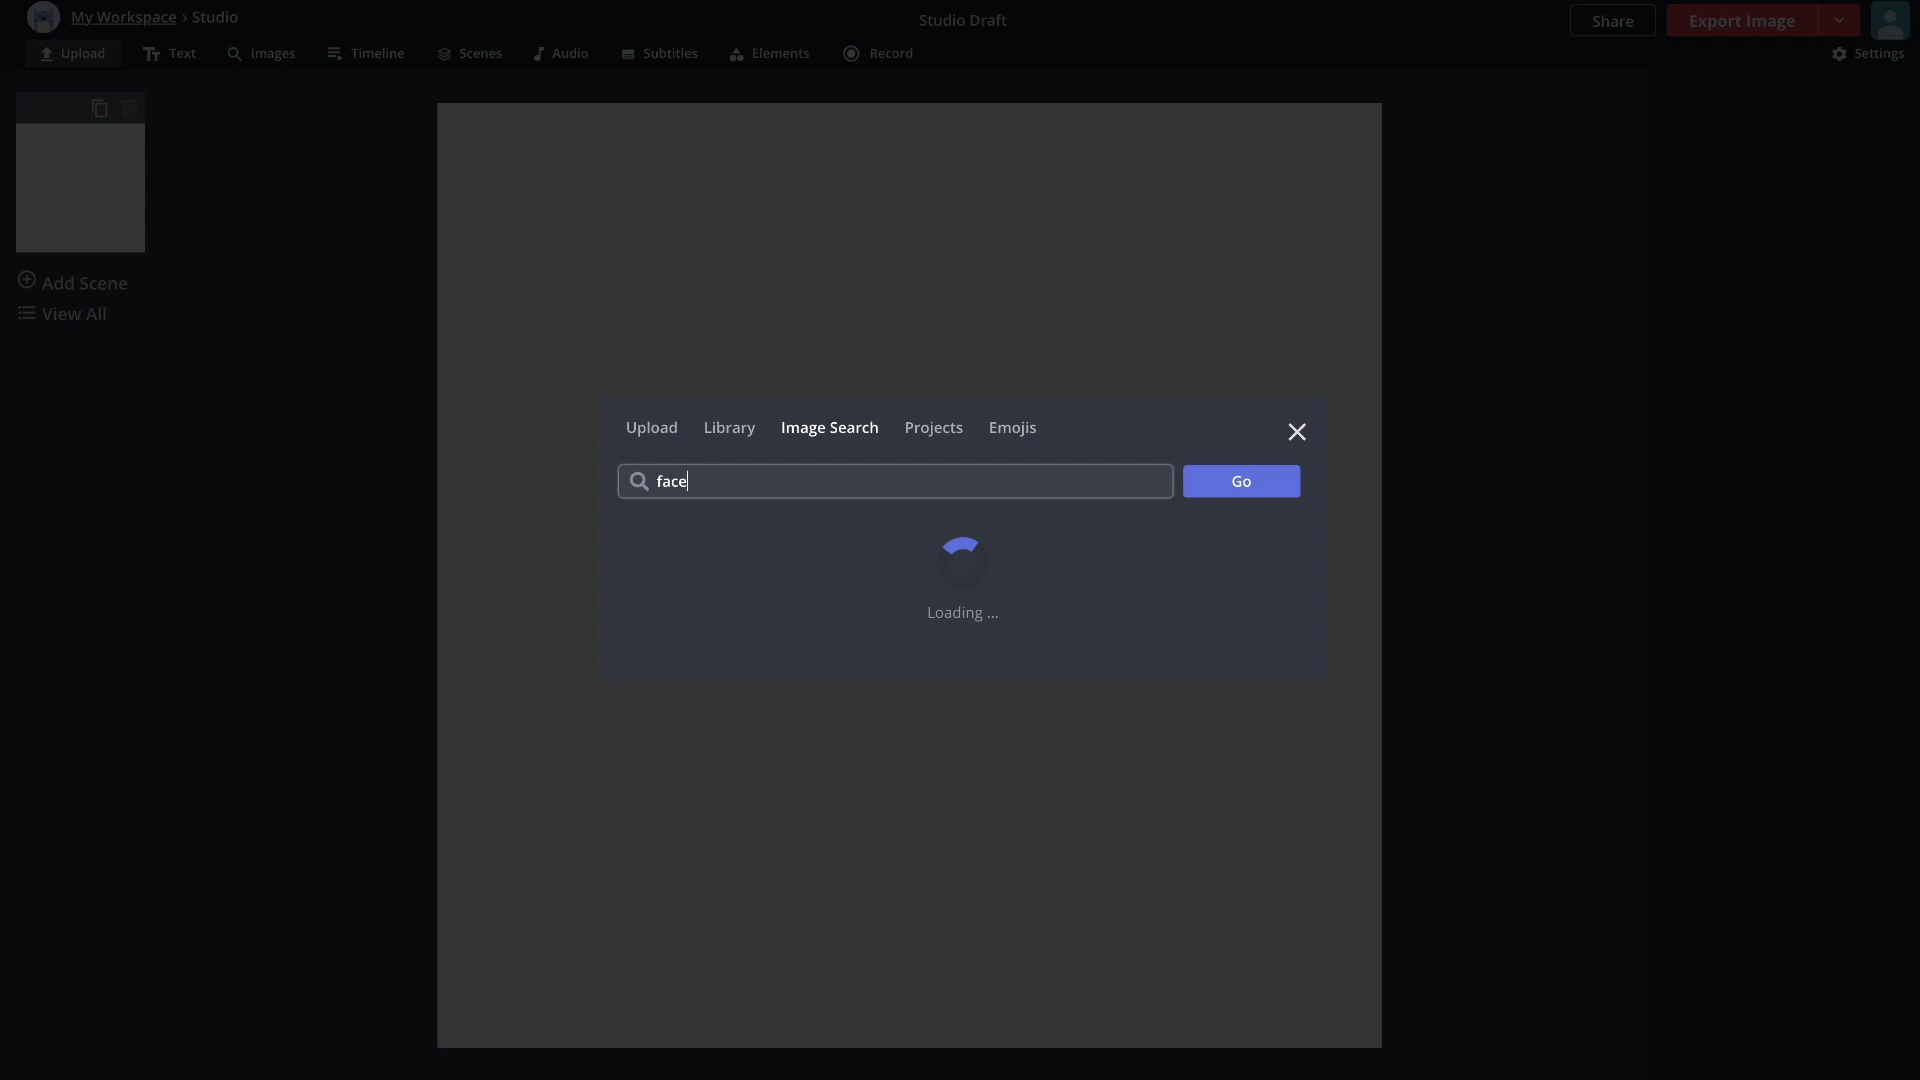 My Workspace › Studio
Studio Draft
Share
Export Image
Upload
Text
Images
Timeline
Scenes
Audio
Subtitles
Elements
Record
Settings
Add Scene
View All
Upload
Library
Image Search
Projects
Emojis
face
Go
Loading ...